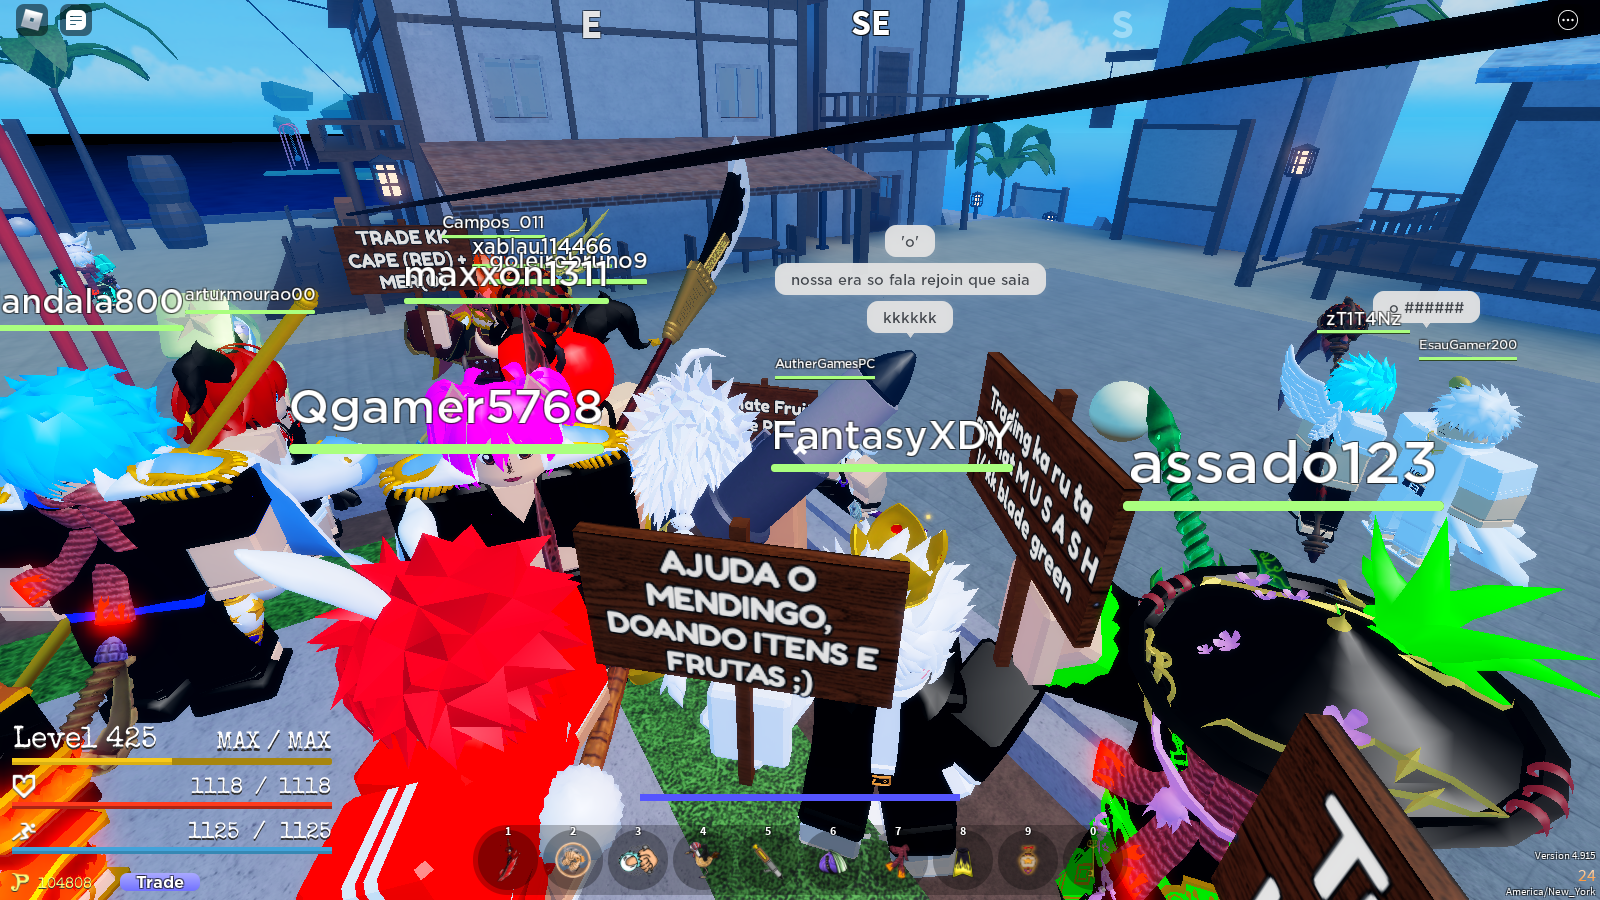 E
SE
S
Campos_011
TRADE KK
xablau114466
CAPE (RED) +
goleirobruno9
maxxon1311
andala800
arturmourao00
'o'
nossa era so fala rejoin que saia
kkkkkk
o ######
zT1T4Nz
EsauGamer200
AutherGamesPC
Qgamer5768
FantasyXDY
assado123
Trading ka ru ta
M U S A S H
blade green
AJUDA O
MENDINGO,
DOANDO ITENS E
FRUTAS ;)
Level 425
MAX / MAX
1118 / 1118
1125 / 1125
104808
Trade
1 2 3 4 5 6 7 8 9 0
Version 4.915
24
America/New_York